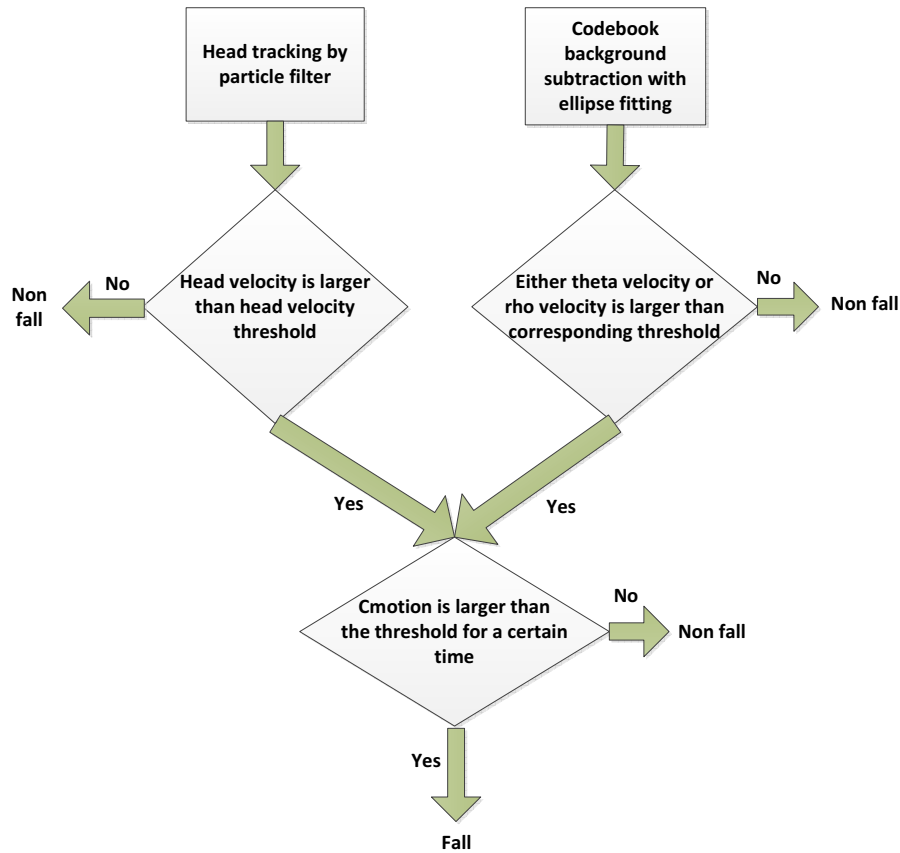 Head tracking by
particle filter
Codebook
background
subtraction with
ellipse fitting
Head velocity is larger
than head velocity
threshold
No
Non
fall
Either theta velocity or
rho velocity is larger than
corresponding threshold
No
Non fall
Yes
Yes
Cmotion is larger than
the threshold for a certain
time
No
Non fall
Yes
Fall